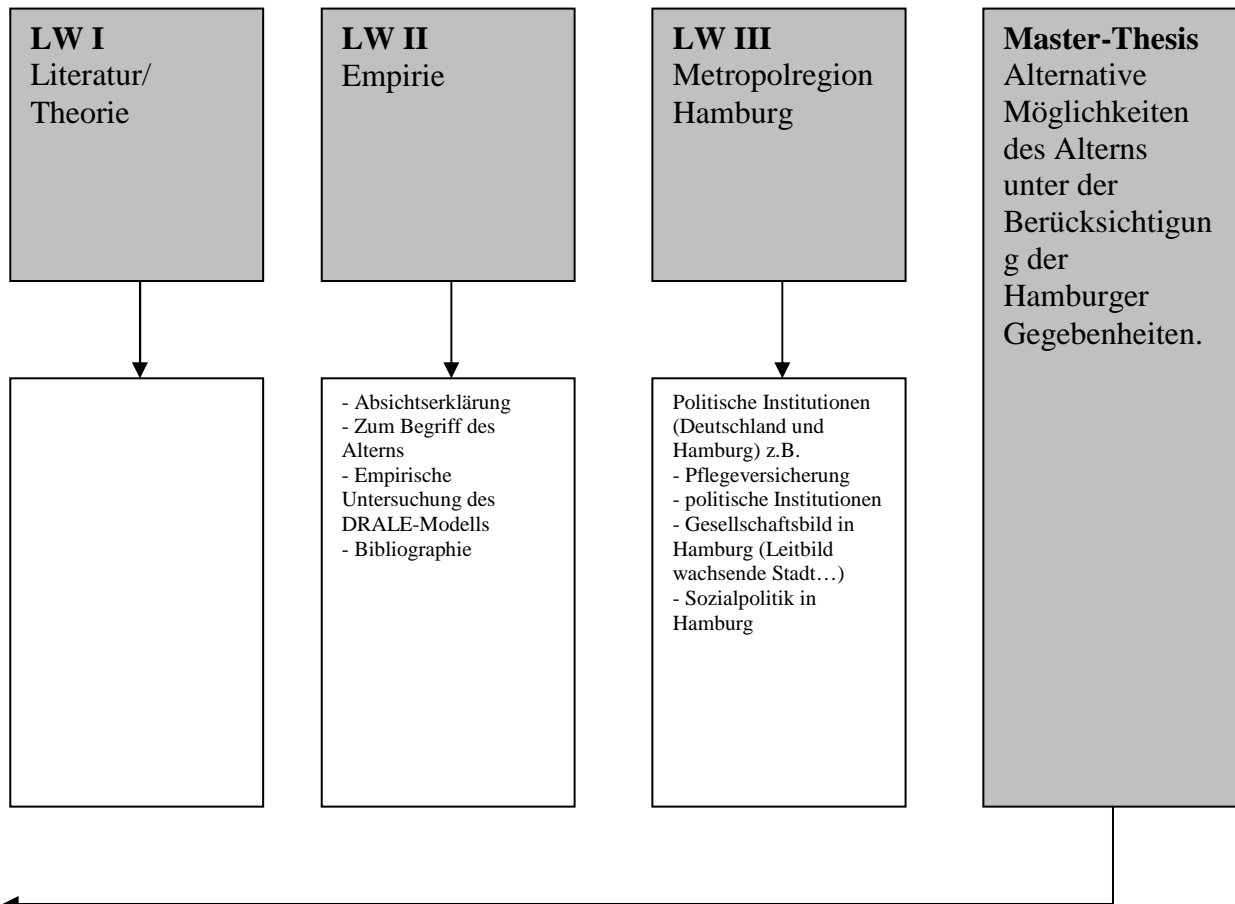 LW I
Literatur/
Theorie
LW II
Empirie
LW III
Metropolregion
Hamburg
Master-Thesis
Alternative
Möglichkeiten
des Alterns
unter der
Berücksichtigun
g der
Hamburger
Gegebenheiten.
- Absichtserklärung
- Zum Begriff des
Alterns
- Empirische
Untersuchung des
DRALE-Modells
- Bibliographie
Politische Institutionen
(Deutschland und
Hamburg) z.B.
- Pflegeversicherung
- politische Institutionen
- Gesellschaftsbild in
Hamburg (Leitbild
wachsende Stadt…)
- Sozialpolitik in
Hamburg